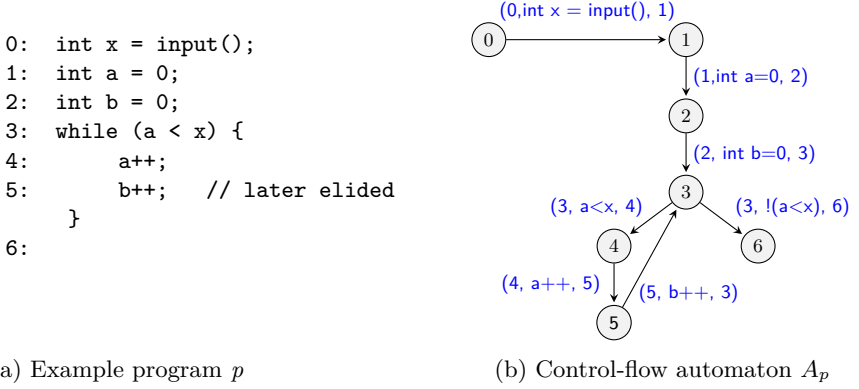 0: int x = input();
1: int a = 0;
2: int b = 0;
3: while (a < x) {
4: a++;
5: b++; // later elided
}
6:
a) Example program p
(0,int x = input(), 1)
0
1
(1,int a=0, 2)
2
(2, int b=0, 3)
3
(3, a<x, 4)
(3, !(a<x), 6)
4
6
(4, a++, 5)
(5, b++, 3)
5
(b) Control-flow automaton Ap